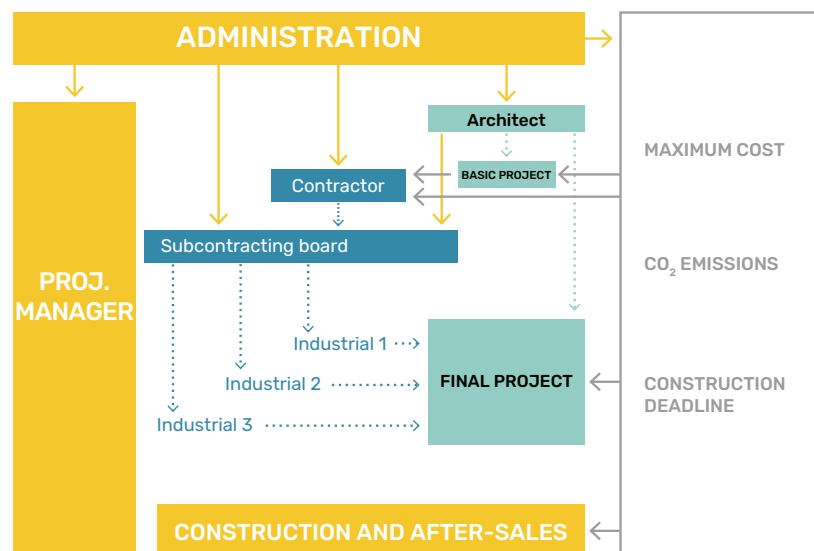 ADMINISTRATION
Architect
MAXIMUM COST
BASIC PROJECT
Contractor
Subcontracting board
CO₂ EMISSIONS
PROJ.
MANAGER
Industrial 1
Industrial 2
FINAL PROJECT
CONSTRUCTION
DEADLINE
Industrial 3
CONSTRUCTION AND AFTER-SALES